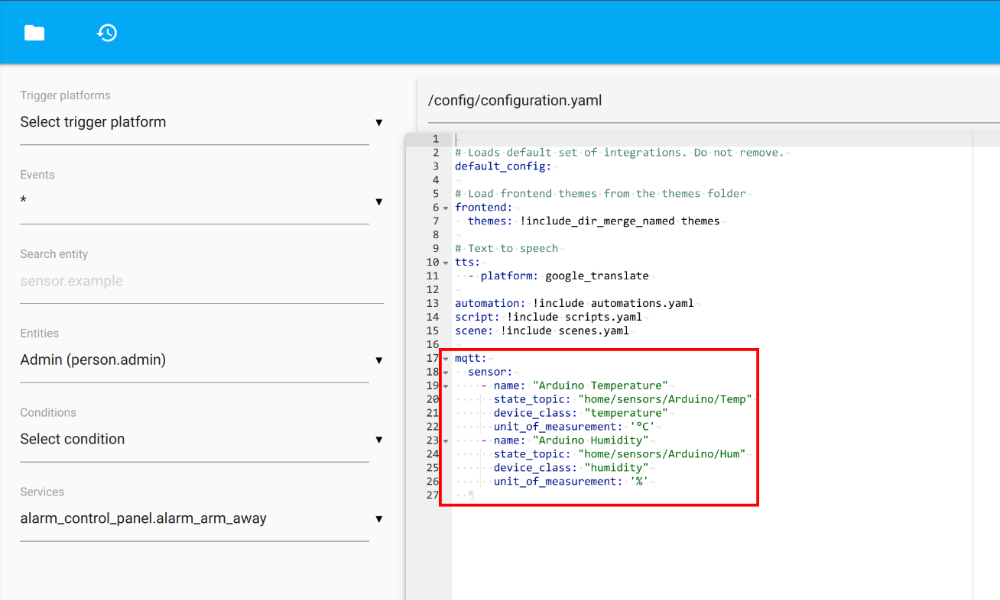 Trigger platforms
Select trigger platform
Events
*
Search entity
sensor.example
Entities
Admin (person.admin)
Conditions
Select condition
Services
alarm_control_panel.alarm_arm_away
/config/configuration.yaml
1
2 # Loads default set of integrations. Do not remove.
3 default_config:
4
5 # Load frontend themes from the themes folder
6 frontend:
7   themes: !include_dir_merge_named themes
8
9 # Text to speech
10 tts:
11   - platform: google_translate
12
13 automation: !include automations.yaml
14 script: !include scripts.yaml
15 scene: !include scenes.yaml
16
17 mqtt:
18   sensor:
19     - name: "Arduino Temperature"
20       state_topic: "home/sensors/Arduino/Temp"
21       device_class: "temperature"
22       unit_of_measurement: '°C'
23     - name: "Arduino Humidity"
24       state_topic: "home/sensors/Arduino/Hum"
25       device_class: "humidity"
26       unit_of_measurement: '%'
27